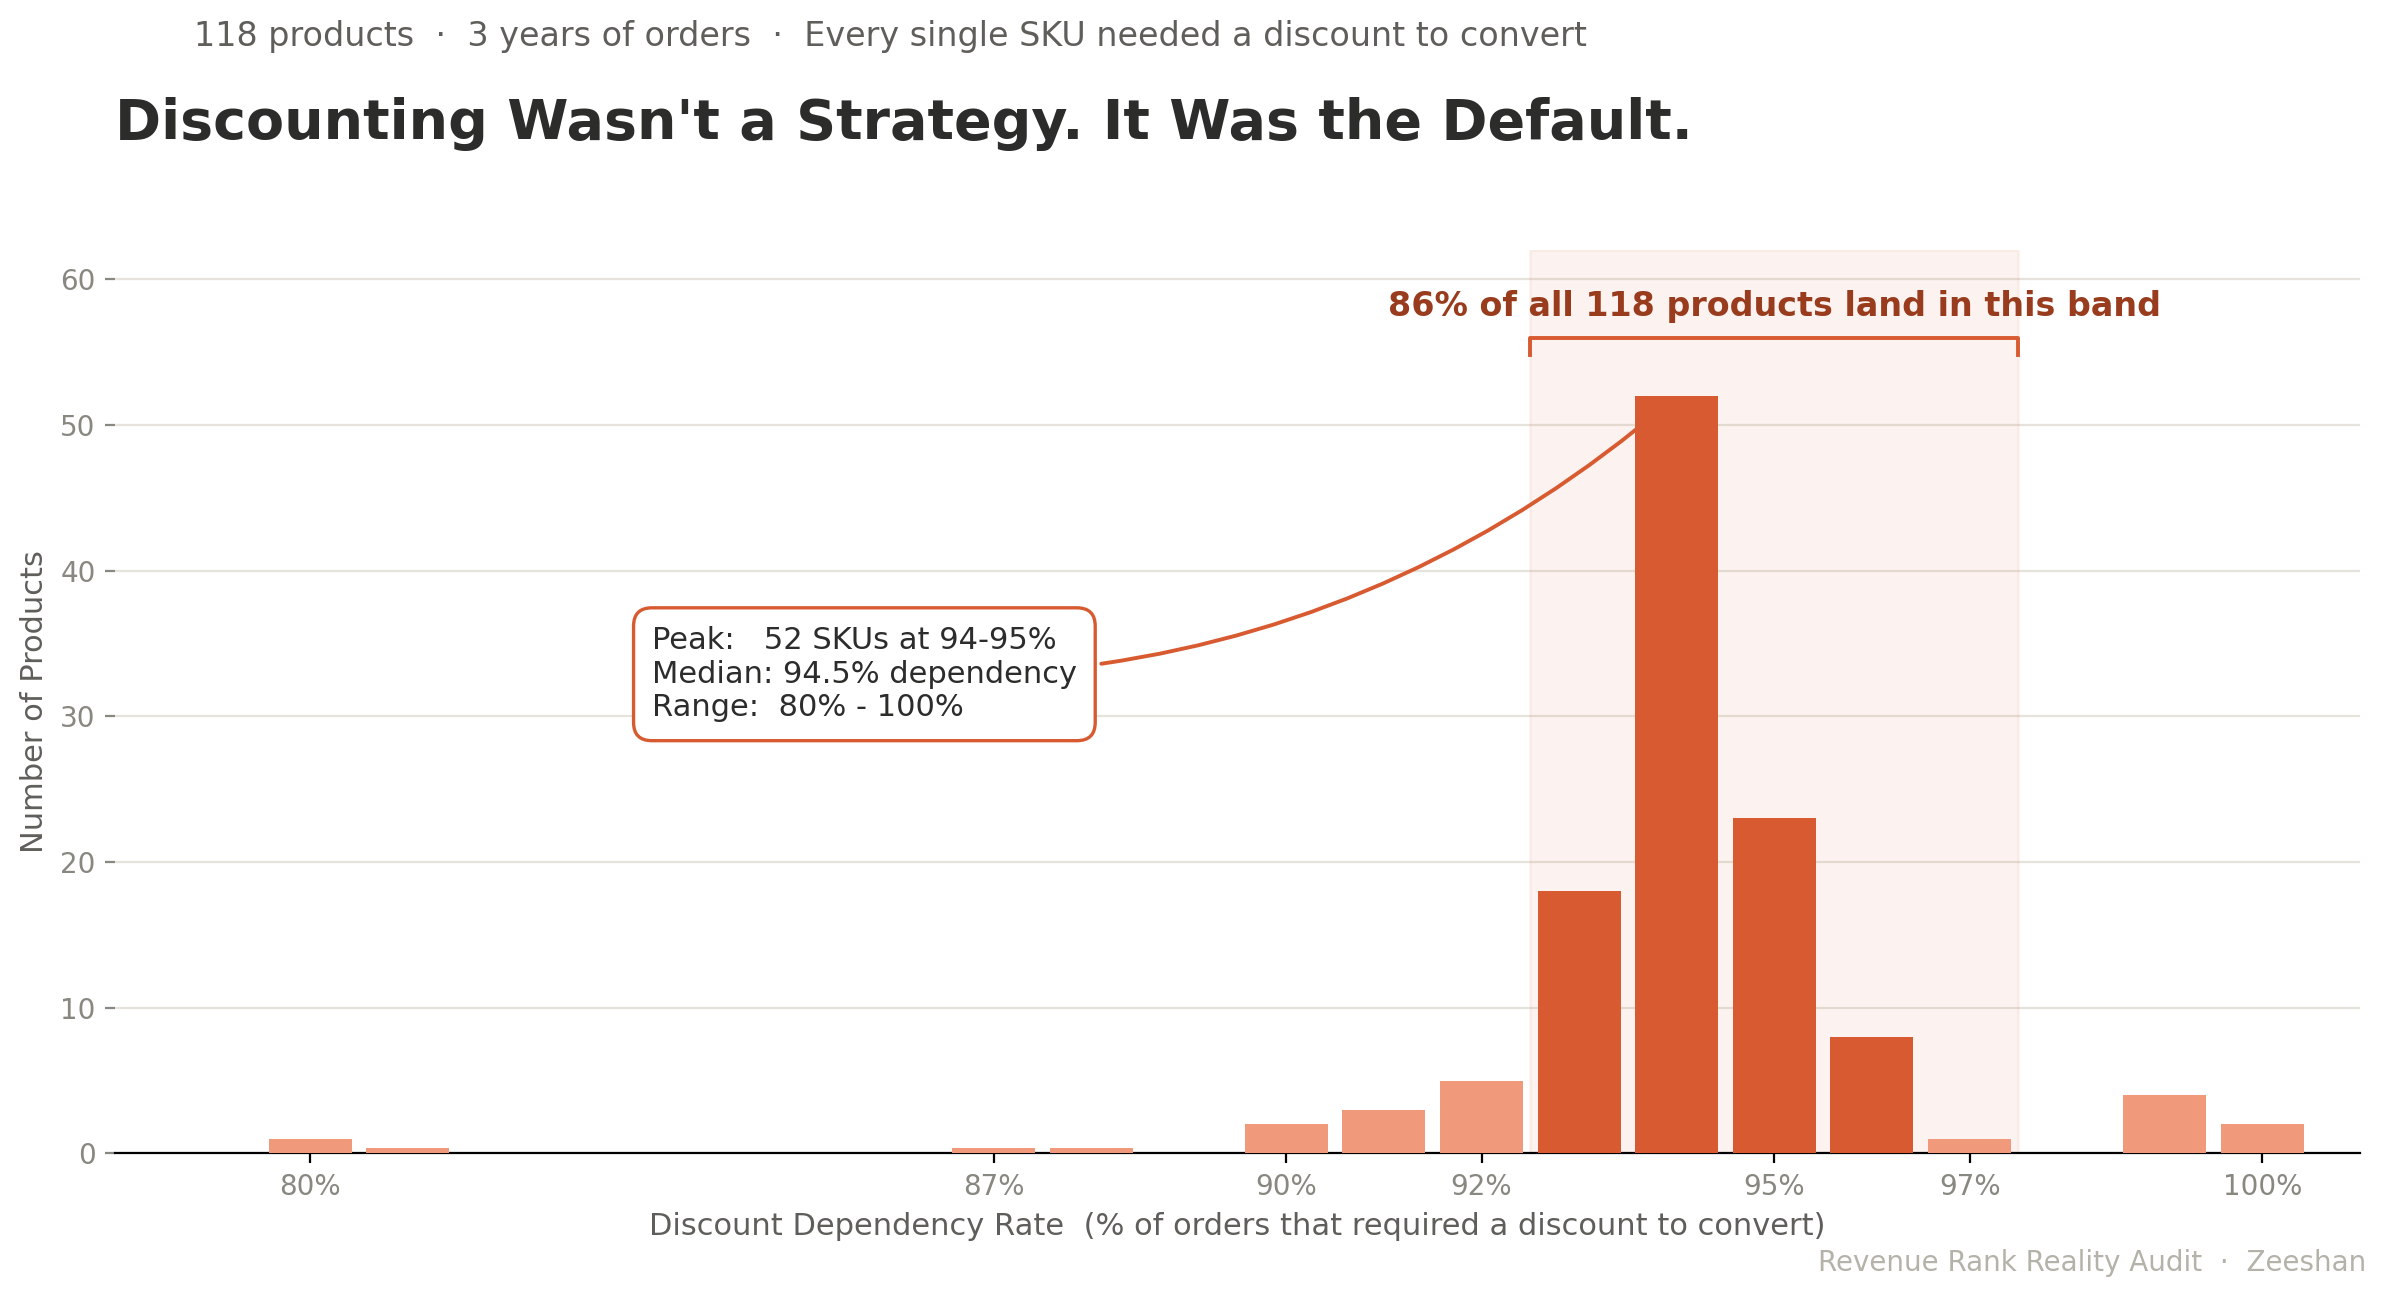 118 products · 3 years of orders · Every single SKU needed a discount to convert
Discounting Wasn't a Strategy. It Was the Default.
86% of all 118 products land in this band
Peak: 52 SKUs at 94-95%
Median: 94.5% dependency
Range: 80% - 100%
Number of Products
60
50
40
30
20
10
0
80% 87% 90% 92% 95% 97% 100%
Discount Dependency Rate (% of orders that required a discount to convert)
Revenue Rank Reality Audit · Zeeshan